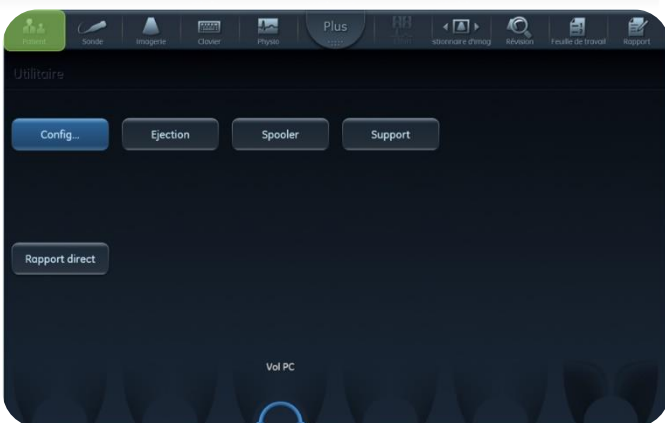 Patient Sonde Imagerie Clavier Physio Plus sitionnaire d'imag Révision Feuille de travail Rapport
Utilitaire
Config... Ejection Spooler Support
Rapport direct
Vol PC